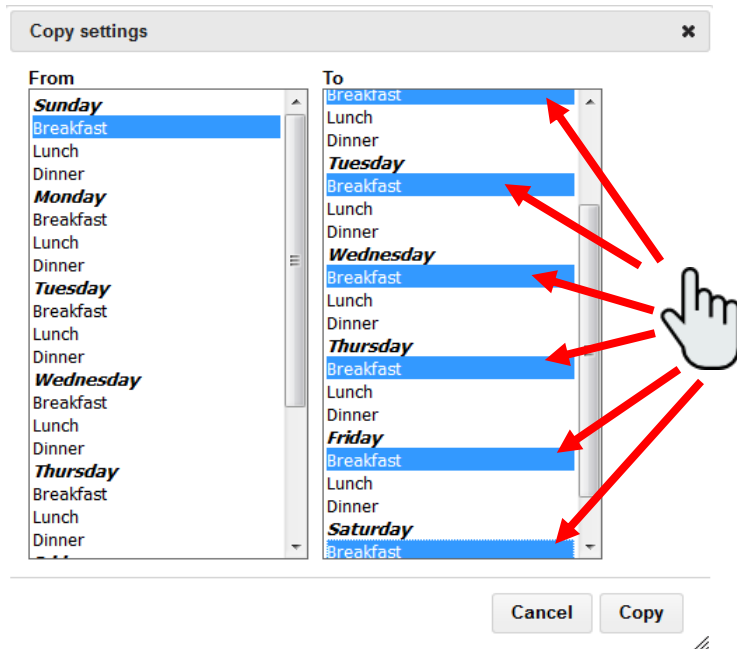 Copy settings
From
Sunday
Breakfast
Lunch
Dinner
Monday
Breakfast
Lunch
Dinner
Tuesday
Breakfast
Lunch
Dinner
Wednesday
Breakfast
Lunch
Dinner
Thursday
Breakfast
Lunch
Dinner
To
Breakfast
Lunch
Dinner
Tuesday
Breakfast
Lunch
Dinner
Wednesday
Breakfast
Lunch
Dinner
Thursday
Breakfast
Lunch
Dinner
Friday
Breakfast
Lunch
Dinner
Saturday
Breakfast
Cancel Copy